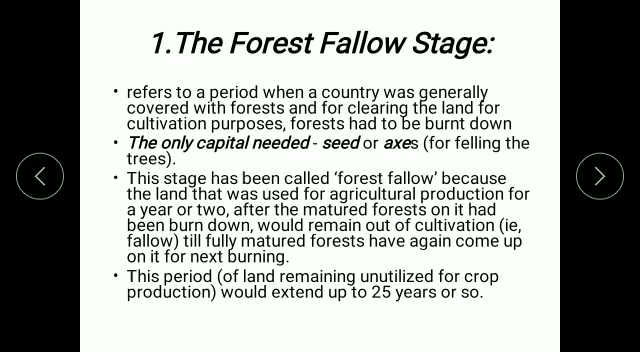 1.The Forest Fallow Stage:
• refers to a period when a country was generally
covered with forests and for clearing the land for
cultivation purposes, forests had to be burnt down
• The only capital needed - seed or axes (for felling the
trees).
• This stage has been called ‘forest fallow’ because
the land that was used for agricultural production for
a year or two, after the matured forests on it had
been burn down, would remain out of cultivation (ie,
fallow) till fully matured forests have again come up
on it for next burning.
• This period (of land remaining unutilized for crop
production) would extend up to 25 years or so.